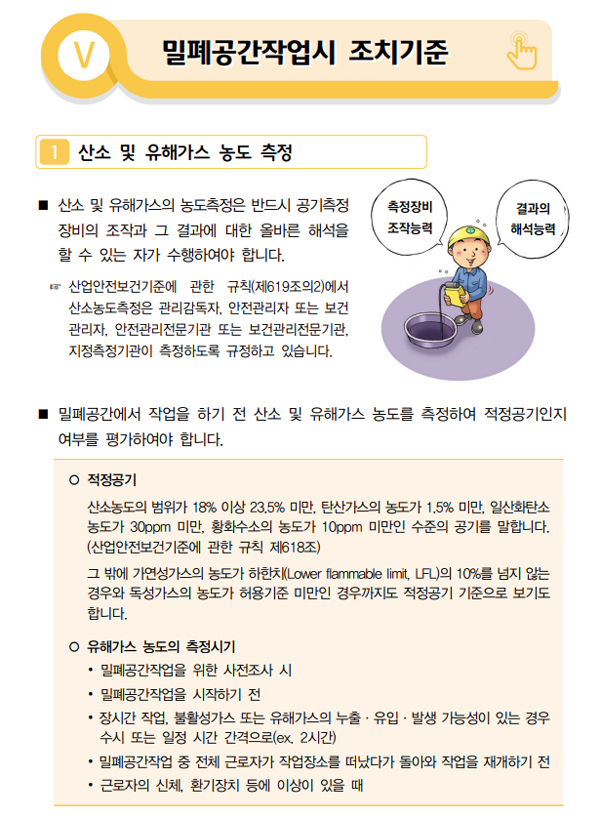 V
밀폐공간작업시 조치기준
1 산소 및 유해가스 농도 측정
■ 산소 및 유해가스의 농도측정은 반드시 공기측정
장비의 조작과 그 결과에 대한 올바른 해석을
할 수 있는 자가 수행하여야 합니다.
☞ 산업안전보건기준에 관한 규칙(제619조의2)에서
산소농도측정은 관리감독자, 안전관리자 또는 보건
관리자, 안전관리전문기관 또는 보건관리전문기관,
지정측정기관이 측정하도록 규정하고 있습니다.
측정장비
조작능력
결과의
해석능력
■ 밀폐공간에서 작업을 하기 전 산소 및 유해가스 농도를 측정하여 적정공기인지
여부를 평가하여야 합니다.
○ 적정공기
산소농도의 범위가 18% 이상 23.5% 미만, 탄산가스의 농도가 1.5% 미만, 일산화탄소
농도가 30ppm 미만, 황화수소의 농도가 10ppm 미만인 수준의 공기를 말합니다.
(산업안전보건기준에 관한 규칙 제618조)
그 밖에 가연성가스의 농도가 하한치(Lower flammable limit, LFL)의 10%를 넘지 않는
경우와 독성가스의 농도가 허용기준 미만인 경우까지도 적정공기 기준으로 보기도
합니다.
○ 유해가스 농도의 측정시기
• 밀폐공간작업을 위한 사전조사 시
• 밀폐공간작업을 시작하기 전
• 장시간 작업, 불활성가스 또는 유해가스의 누출·유입·발생 가능성이 있는 경우
수시 또는 일정 시간 간격으로(ex. 2시간)
• 밀폐공간작업 중 전체 근로자가 작업장소를 떠났다가 돌아와 작업을 재개하기 전
• 근로자의 신체, 환기장치 등에 이상이 있을 때